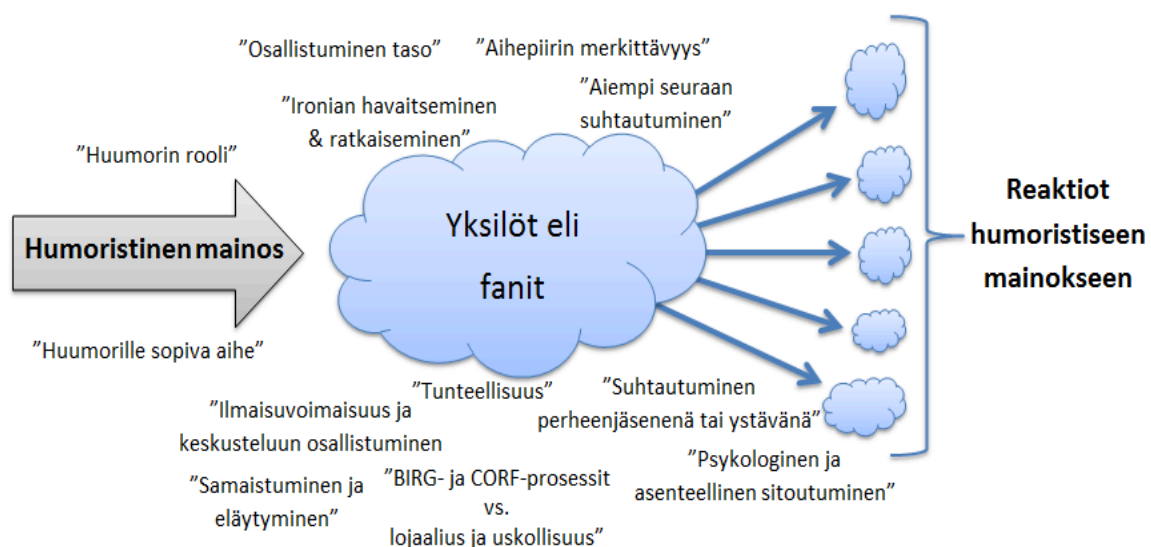 ”Osallistuminen taso”
”Aihepiirin merkittävyys”
”Ironian havaitseminen
& ratkaiseminen”
”Aiempi seuraan
suhtautuminen”
”Huumorin rooli”
Humoristinen mainos
Yksilöt eli
fanit
Reaktiot
humoristiseen
mainokseen
”Huumorille sopiva aihe”
”Tunteellisuus”
”Suhtautuminen
perheenjäsenenä tai ystävänä”
”Ilmaisuvoimaisuus ja
keskusteluun osallistuminen
”Psykologinen ja
asenteellinen sitoutuminen”
”Samaistuminen ja
eläytyminen”
”BIRG- ja CORF-prosessit
vs.
lojaalius ja uskollisuus”